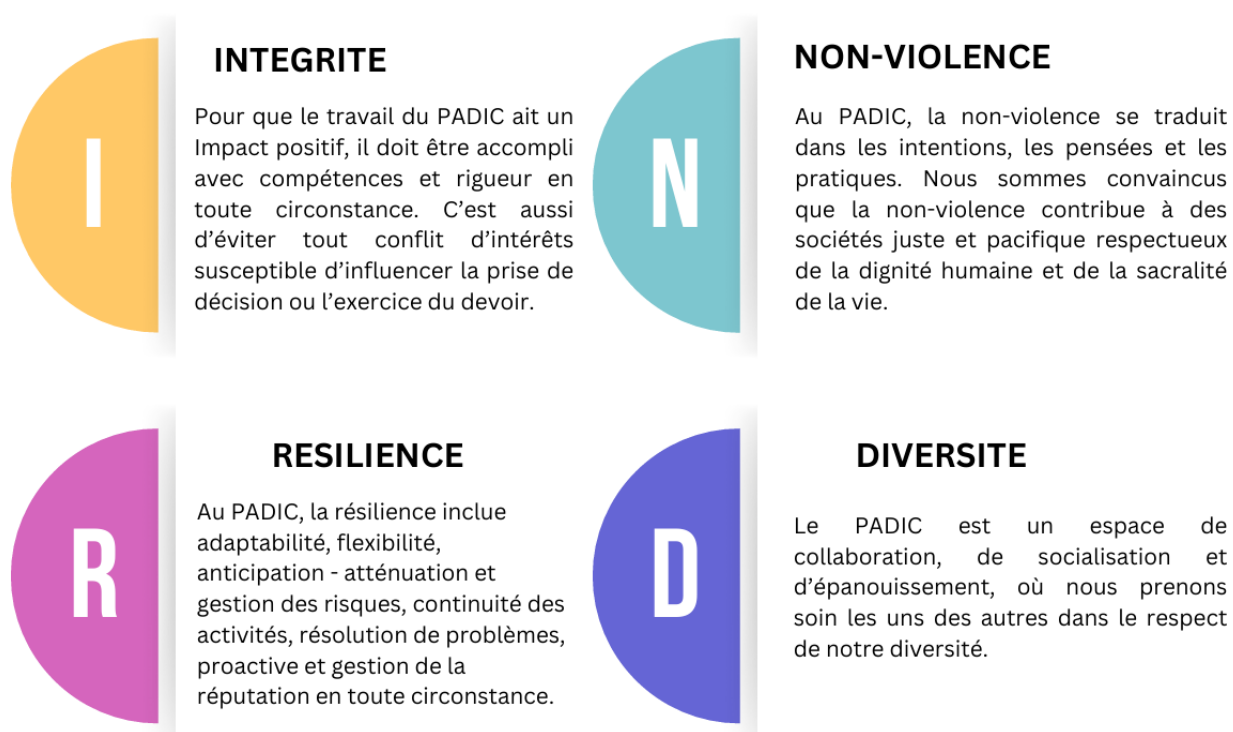 I
INTEGRITE
Pour que le travail du PADIC ait un
Impact positif, il doit être accompli
avec compétences et rigueur en
toute circonstance. C’est aussi
d’éviter tout conflit d’intérêts
susceptible d’influencer la prise de
décision ou l’exercice du devoir.
N
NON-VIOLENCE
Au PADIC, la non-violence se traduit
dans les intentions, les pensées et les
pratiques. Nous sommes convaincus
que la non-violence contribue à des
sociétés juste et pacifique respectueux
de la dignité humaine et de la sacralité
de la vie.
R
RESILIENCE
Au PADIC, la résilience inclue
adaptabilité, flexibilité,
anticipation - atténuation et
gestion des risques, continuité des
activités, résolution de problèmes,
proactive et gestion de la
réputation en toute circonstance.
D
DIVERSITE
Le PADIC est un espace de
collaboration, de socialisation et
d’épanouissement, où nous prenons
soin les uns des autres dans le respect
de notre diversité.